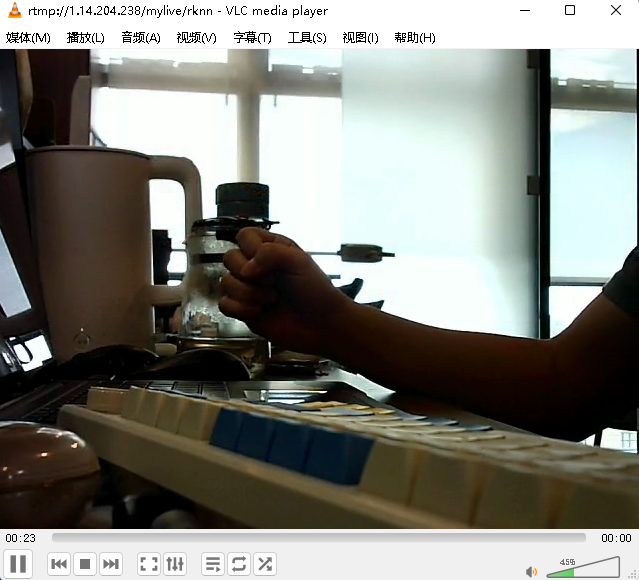 rtmp://1.14.204.238/mylive/rknn - VLC media player
媒体(M) 播放(L) 音频(A) 视频(V) 字幕(T) 工具(S) 视图(I) 帮助(H)
00:23 00:00
45%